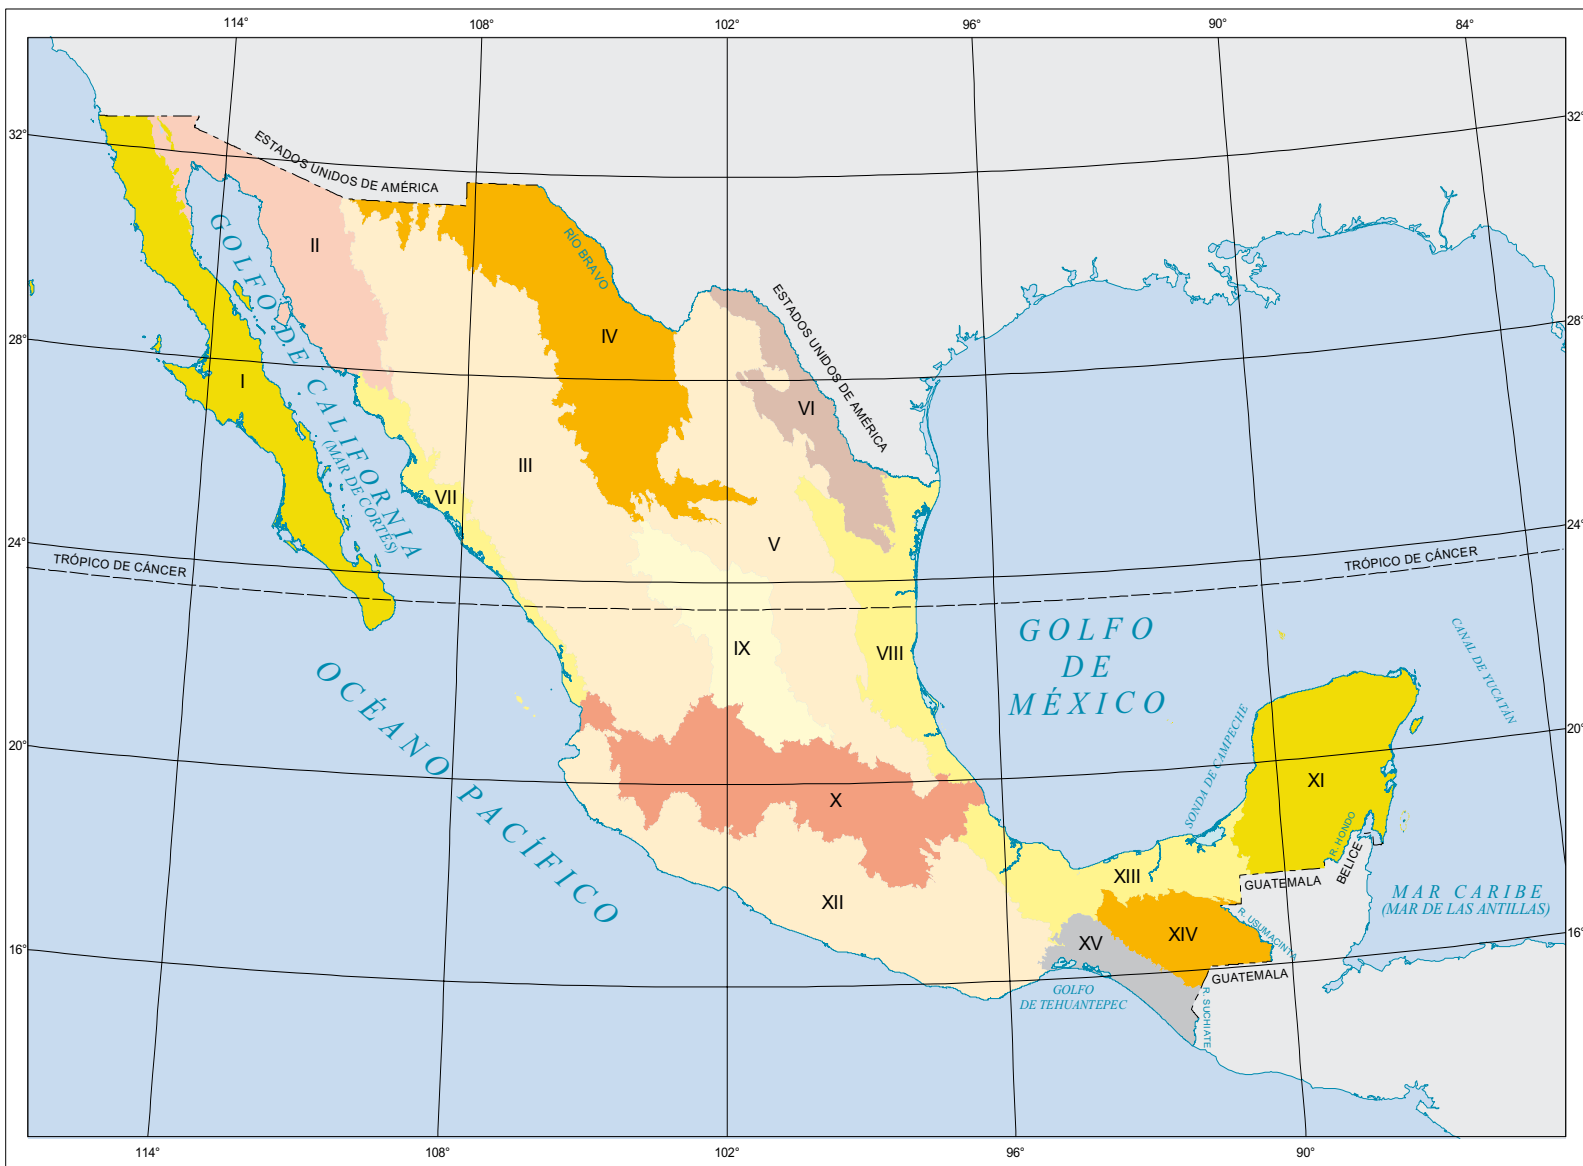 114°
108°
102°
96°
90°
84°
32°
32°
ESTADOS UNIDOS DE AMÉRICA
GOLFO DE CALIFORNIA
(MAR DE CORTÉS)
II
RÍO BRAVO
ESTADOS UNIDOS DE AMÉRICA
28°
28°
IV
I
VI
III
VII
V
24°
24°
TRÓPICO DE CÁNCER
TRÓPICO DE CÁNCER
GOLFO
DE
MÉXICO
CANAL DE YUCATÁN
IX
VIII
OCÉANO PACÍFICO
SONDA DE CAMPECHE
20°
20°
X
XI
R. HONDO
BELICE
XIII
GUATEMALA
MAR CARIBE
(MAR DE LAS ANTILLAS)
XII
R. USUMACINTA
XIV
XV
16°
16°
GUATEMALA
GOLFO
DE TEHUANTEPEC
R. SUCHIATE
114°
108°
102°
96°
90°